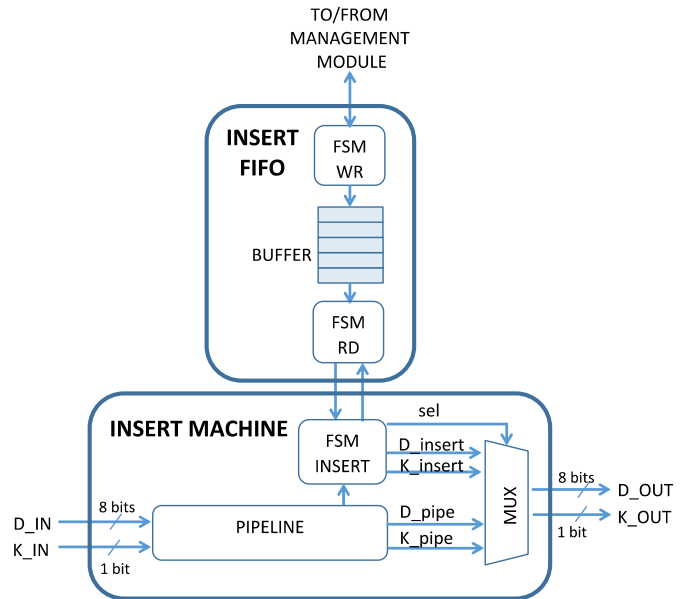 TO/FROM
MANAGEMENT
MODULE
INSERT
FIFO
FSM
WR
BUFFER
FSM
RD
INSERT MACHINE
sel
FSM
INSERT
D_insert
K_insert
MUX
8 bits
D_OUT
K_OUT
1 bit
D_IN
8 bits
K_IN
1 bit
PIPELINE
D_pipe
K_pipe